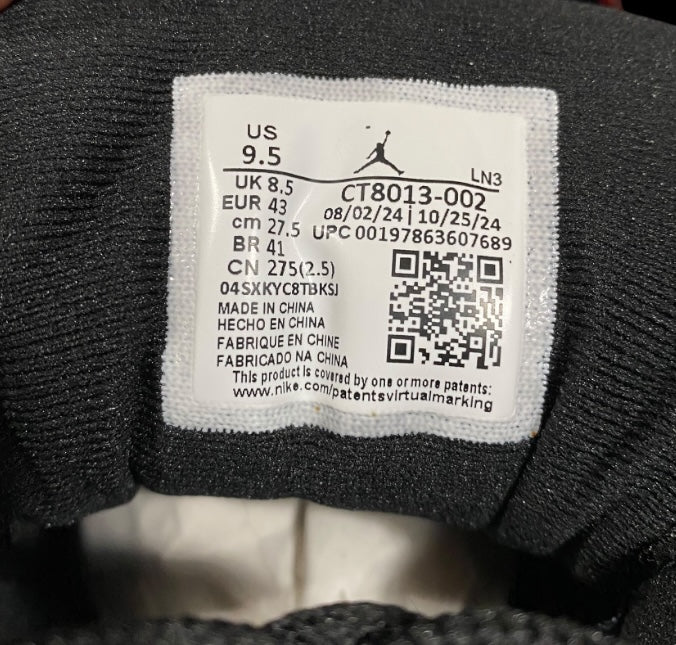 US
9.5
LN3
UK 8.5
CT8013-002
EUR 43
08/02/24 | 10/25/24
cm 27.5
UPC 00197863607689
BR 41
CN 275(2.5)
04SXKYC8TBKSJ
MADE IN CHINA
HECHO EN CHINA
FABRIQUE EN CHINE
FABRICADO NA CHINA
This product is covered by one or more patents:
www.nike.com/patentsvirtualmarking